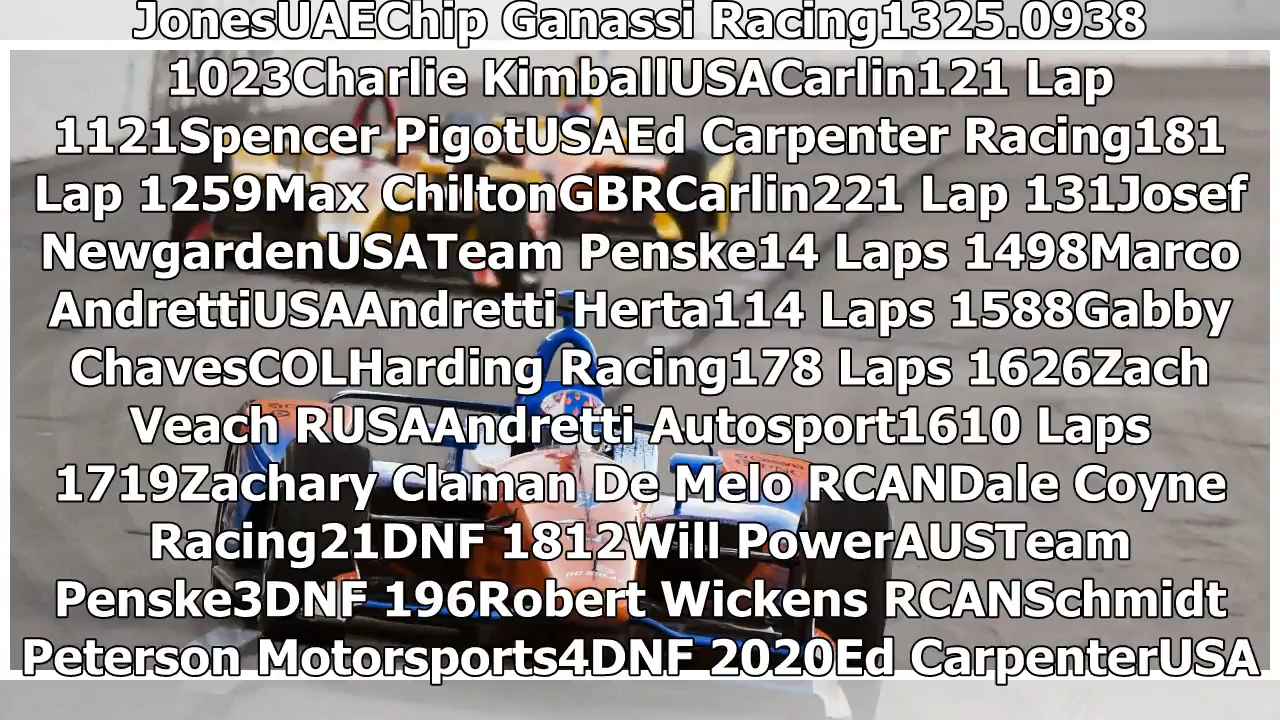 JonesUAEChip Ganassi Racing1325.0938
1023Charlie KimballUSACarlin121 Lap
1121Spencer PigotUSAEd Carpenter Racing181
Lap 1259Max ChiltonGBRCarlin221 Lap 131Josef
NewgardenUSATeam Penske14 Laps 1498Marco
AndrettiUSAAndretti Herta114 Laps 1588Gabby
ChavesCOLHarding Racing178 Laps 1626Zach
Veach RUSAAndretti Autosport1610 Laps
1719Zachary Claman De Melo RCANDale Coyne
Racing21DNF 1812Will PowerAUSTeam
Penske3DNF 196Robert Wickens RCANSchmidt
Peterson Motorsports4DNF 2020Ed CarpenterUSA